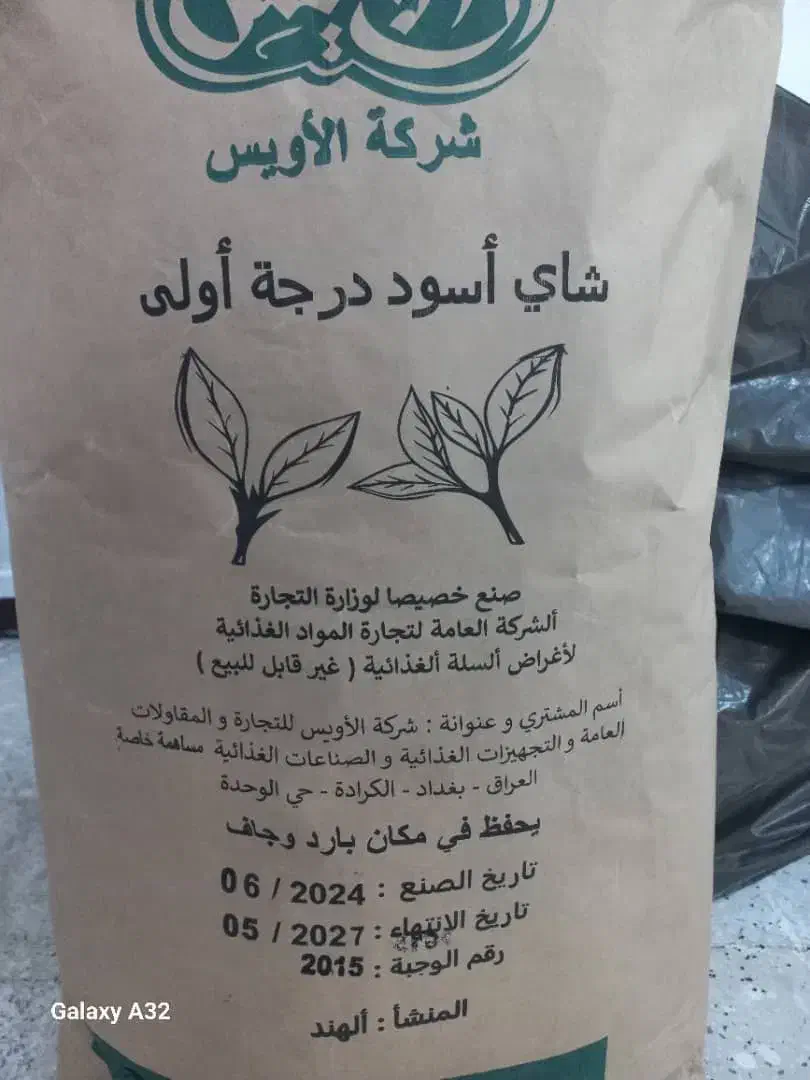 شركة الأويس
شاي أسود درجة أولى
صنع خصيصا لوزارة التجارة
ألشركة العامة لتجارة المواد الغذائية
لأغراض ألسلة ألغذائية ( غير قابل للبيع )
أسم المشتري و عنوانة : شركة الأويس للتجارة و المقاولات
العامة و التجهيزات الغذائية و الصناعات الغذائية مساهمة خاصة
العراق - بغداد - الكرادة - حي الوحدة
يحفظ في مكان بارد وجاف
تاريخ الصنع : 2024 / 06
تاريخ الإنتهاء : 2027 / 05
رقم الوجبة : 2015
المنشأ : ألهند
Galaxy A32